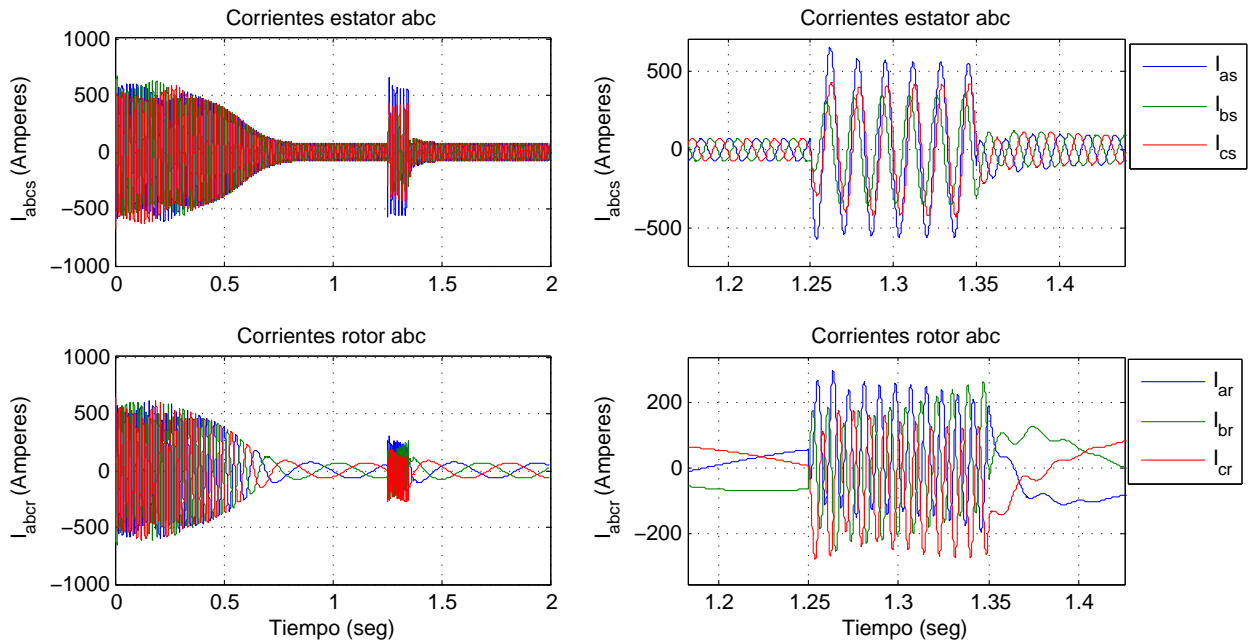 Corrientes estator abc
1000
500
0
−500
−1000
I_abcs (Amperes)
0 0.5 1 1.5 2
Corrientes estator abc
500
0
−500
I_abcs (Amperes)
1.2 1.25 1.3 1.35 1.4
I_as
I_bs
I_cs
Corrientes rotor abc
1000
500
0
−500
−1000
I_abcr (Amperes)
0 0.5 1 1.5 2
Tiempo (seg)
Corrientes rotor abc
200
0
−200
I_abcr (Amperes)
1.2 1.25 1.3 1.35 1.4
Tiempo (seg)
I_ar
I_br
I_cr